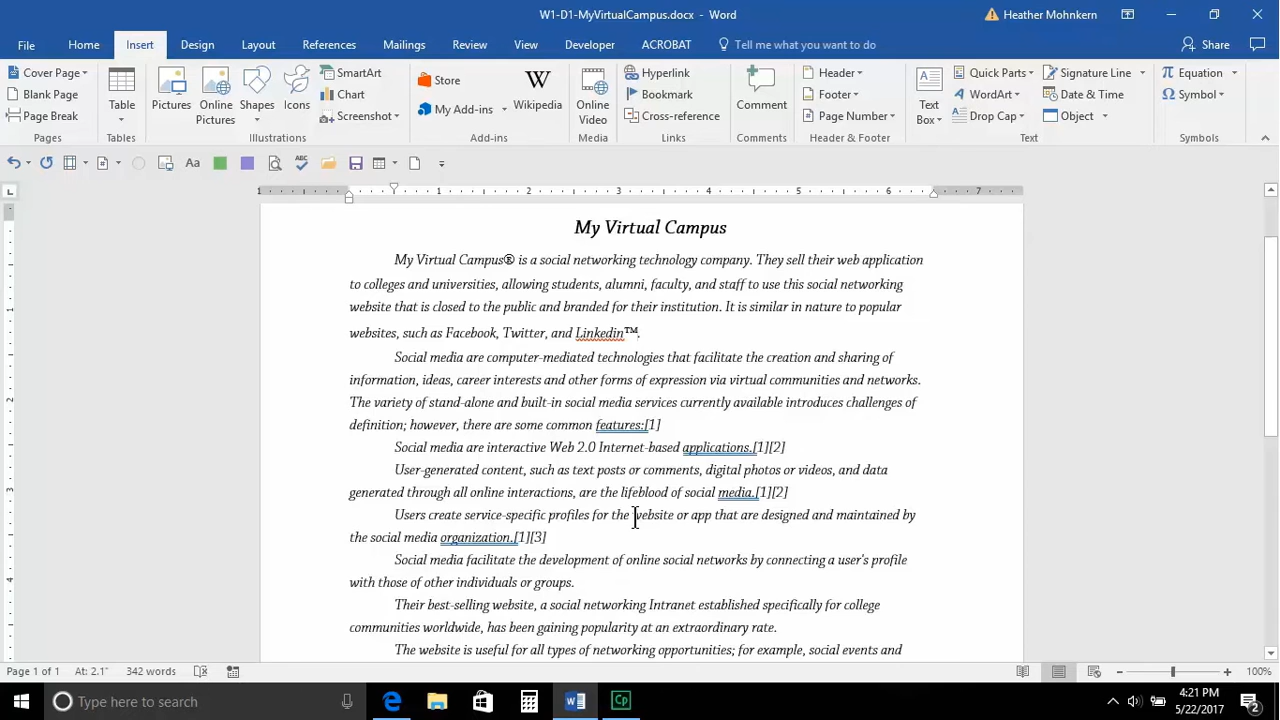 W1-D1-MyVirtualCampus.docx - Word
Heather Mohnkern
File Home Insert Design Layout References Mailings Review View Developer ACROBAT Tell me what you want to do Share
Cover Page
Blank Page
Page Break
Pages
Table
Tables
Pictures
Online Pictures
Shapes
Icons
SmartArt
Chart
Screenshot
Illustrations
Store
My Add-ins
Wikipedia
Add-ins
Online Video
Media
Hyperlink
Bookmark
Cross-reference
Links
Comment
Comments
Header
Footer
Page Number
Header & Footer
Text Box
Quick Parts
WordArt
Drop Cap
Signature Line
Date & Time
Object
Text
Equation
Symbol
Symbols
Aa ABC
1 1 2 3 4 5 6 7
My Virtual Campus
My Virtual Campus® is a social networking technology company. They sell their web application
to colleges and universities, allowing students, alumni, faculty, and staff to use this social networking
website that is closed to the public and branded for their institution. It is similar in nature to popular
websites, such as Facebook, Twitter, and Linkedin™.
Social media are computer-mediated technologies that facilitate the creation and sharing of
information, ideas, career interests and other forms of expression via virtual communities and networks.
The variety of stand-alone and built-in social media services currently available introduces challenges of
definition; however, there are some common features:[1]
Social media are interactive Web 2.0 Internet-based applications.[1][2]
User-generated content, such as text posts or comments, digital photos or videos, and data
generated through all online interactions, are the lifeblood of social media.[1][2]
Users create service-specific profiles for the website or app that are designed and maintained by
the social media organization.[1][3]
Social media facilitate the development of online social networks by connecting a user's profile
with those of other individuals or groups.
Their best-selling website, a social networking Intranet established specifically for college
communities worldwide, has been gaining popularity at an extraordinary rate.
The website is useful for all types of networking opportunities; for example, social events and
1
2
3
4
Page 1 of 1 At: 2.1" 342 words 100%
Type here to search
Cp
4:21 PM
5/22/2017
2